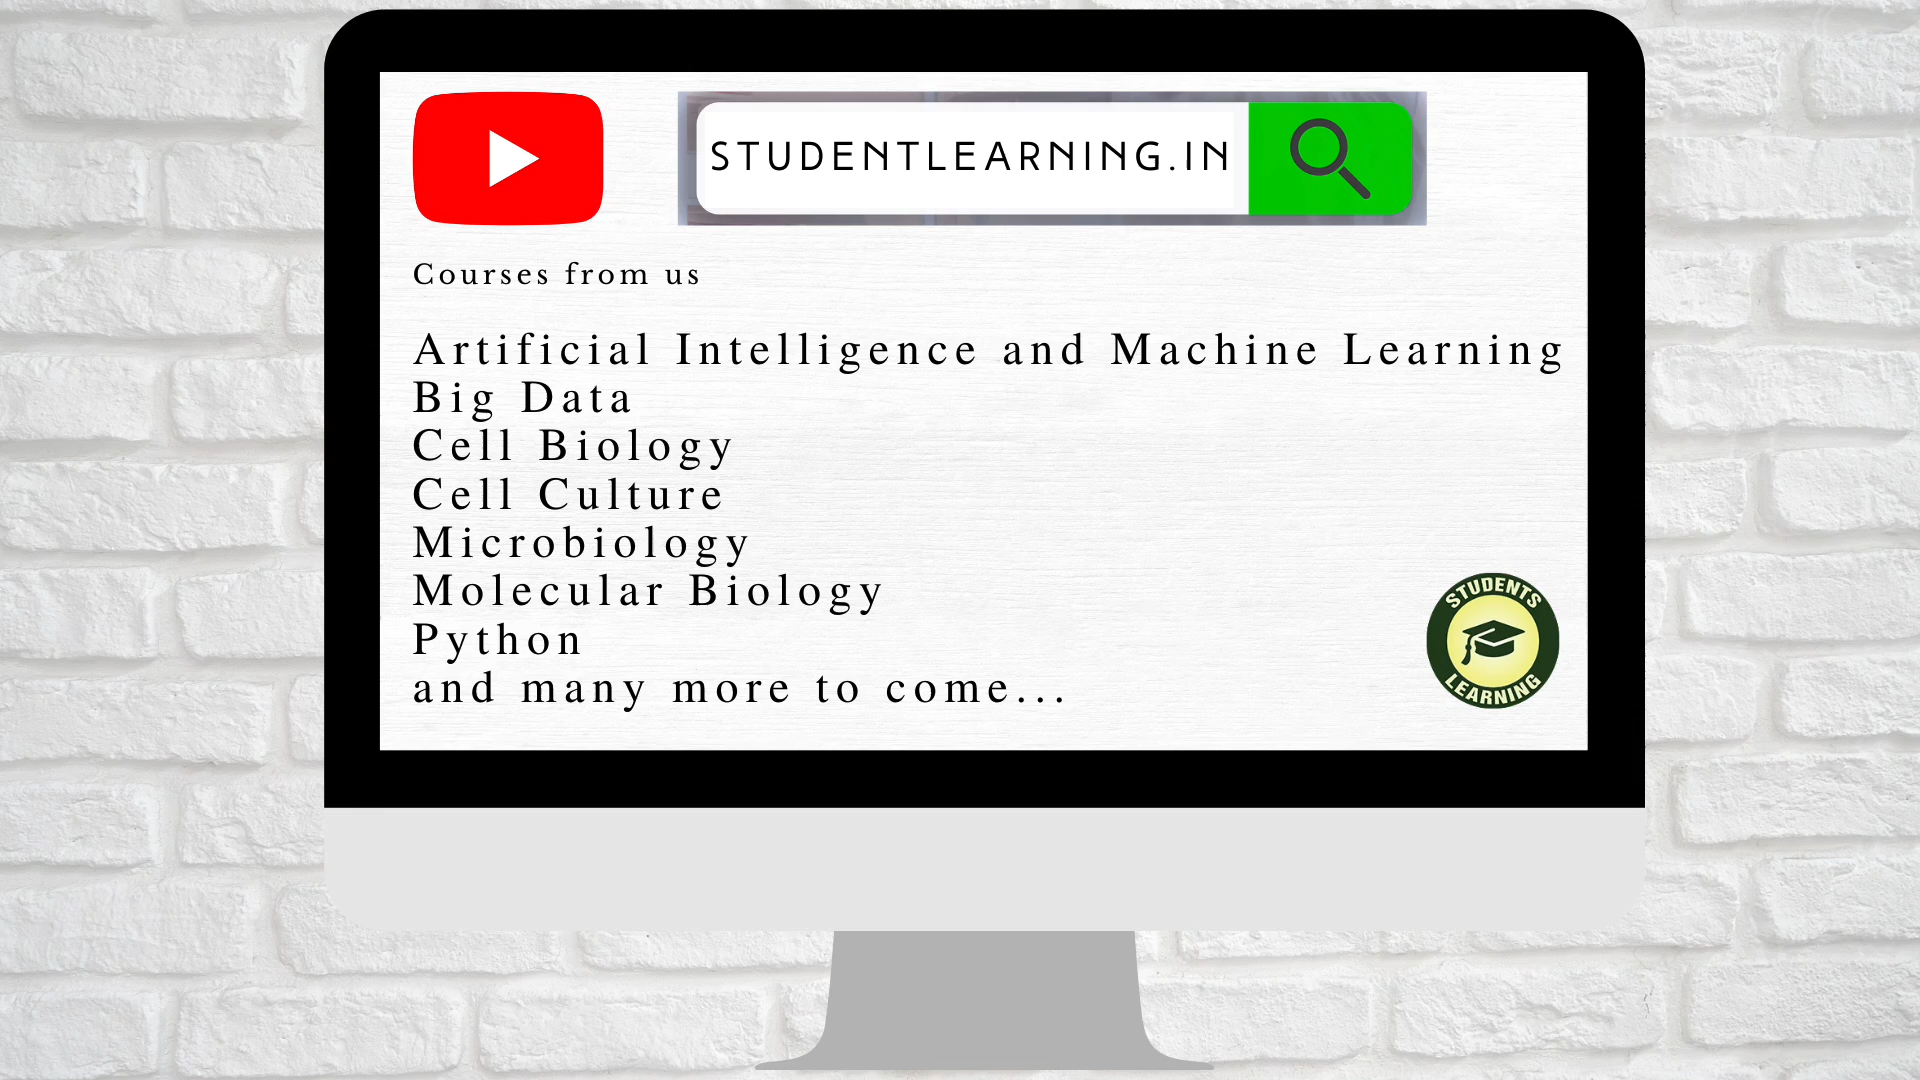 STUDENTLEARNING.IN
Courses from us
Artificial Intelligence and Machine Learning
Big Data
Cell Biology
Cell Culture
Microbiology
Molecular Biology
Python
and many more to come...
STUDENTS
LEARNING